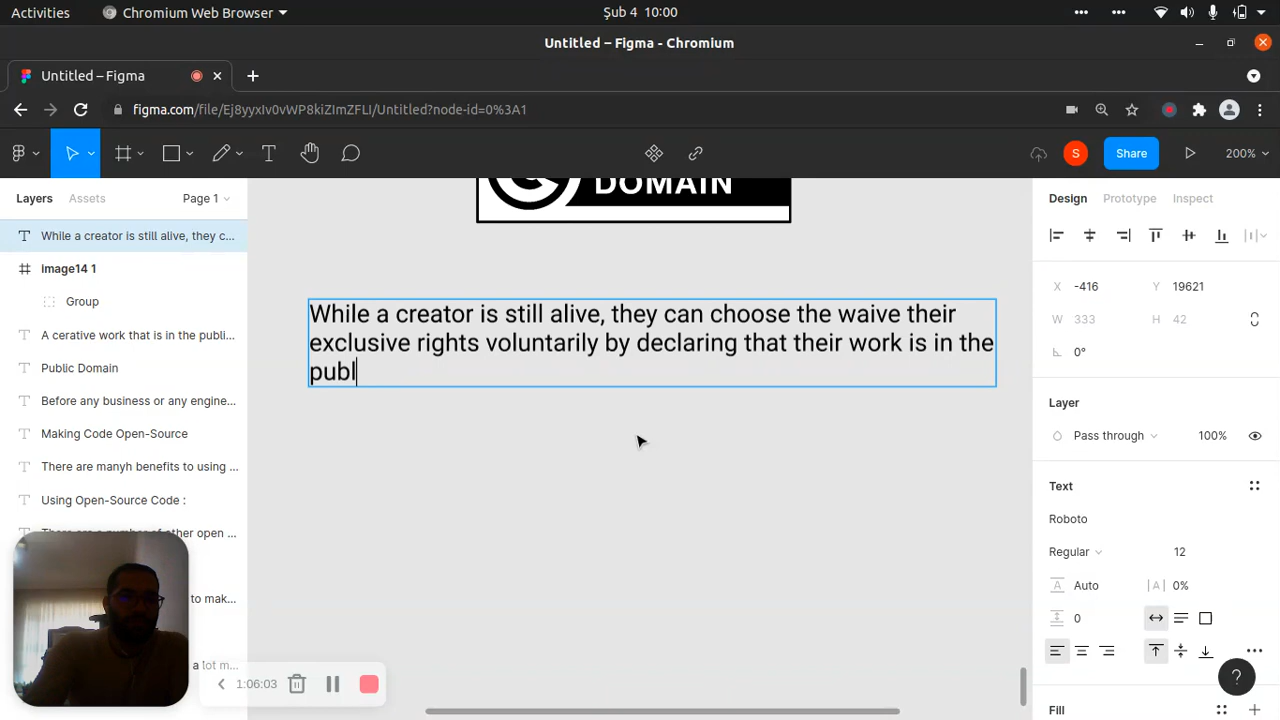 Activities
Chromium Web Browser
Şub 4 10:00
Untitled – Figma - Chromium
Untitled – Figma
figma.com/file/Ej8yyxIv0vWP8kiZImZFLI/Untitled?node-id=0%3A1
S
Share
200%
Layers
Assets
Page 1
While a creator is still alive, they c...
Image14 1
Group
A cerative work that is in the publi...
Public Domain
Before any business or any engine...
Making Code Open-Source
There are manyh benefits to using ...
Using Open-Source Code :
There are a number of other open ...
to mak...
a lot m...
1:06:03
DOMAIN
While a creator is still alive, they can choose the waive their
exclusive rights voluntarily by declaring that their work is in the
publ
Design
Prototype
Inspect
X -416
Y 19621
W 333
H 42
0°
Layer
Pass through
100%
Text
Roboto
Regular
12
Auto
|A| 0%
0
?
Fill